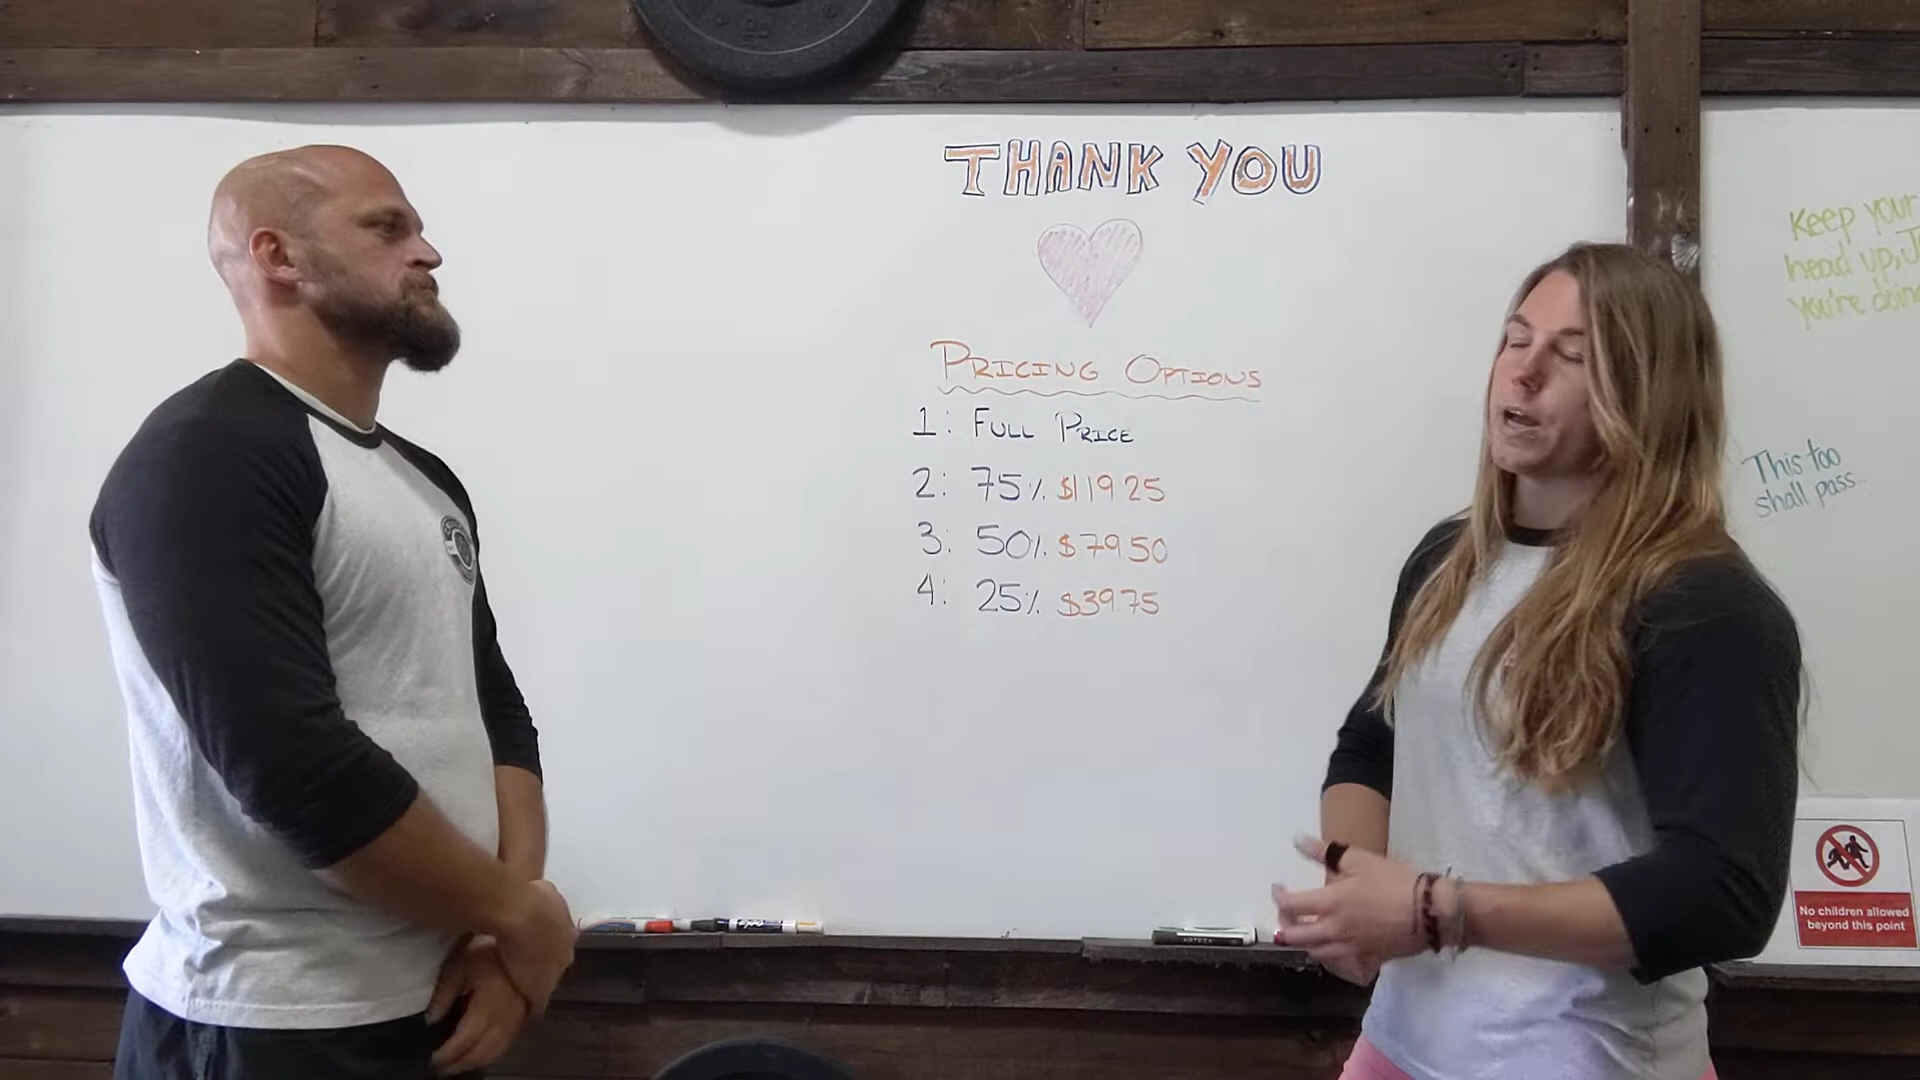 THANK YOU
PRICING OPTIONS
1: FULL PRICE
2: 75% $119.25
3: 50% $79.50
4: 25% $39.75
Keep your
head up,
You're
This too
shall pass..
No children allowed
beyond this point
ARTEZA